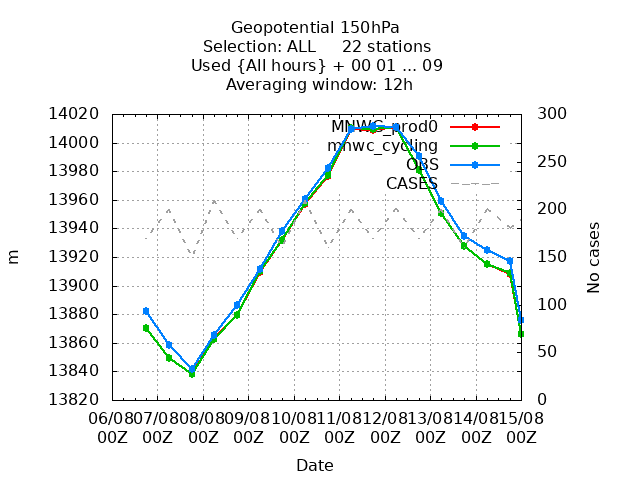 Geopotential 150hPa
Selection: ALL 22 stations
Used {All hours} + 00 01 ... 09
Averaging window: 12h
14020
14000
13980
13960
13940
13920
13900
13880
13860
13840
13820
300
250
200
150
100
50
0
MNWC_prod0
mnwc_cycling
OBS
CASES
m
No cases
06/08 07/08 08/08 09/08 10/08 11/08 12/08 13/08 14/08 15/08
00Z 00Z 00Z 00Z 00Z 00Z 00Z 00Z 00Z 00Z
Date